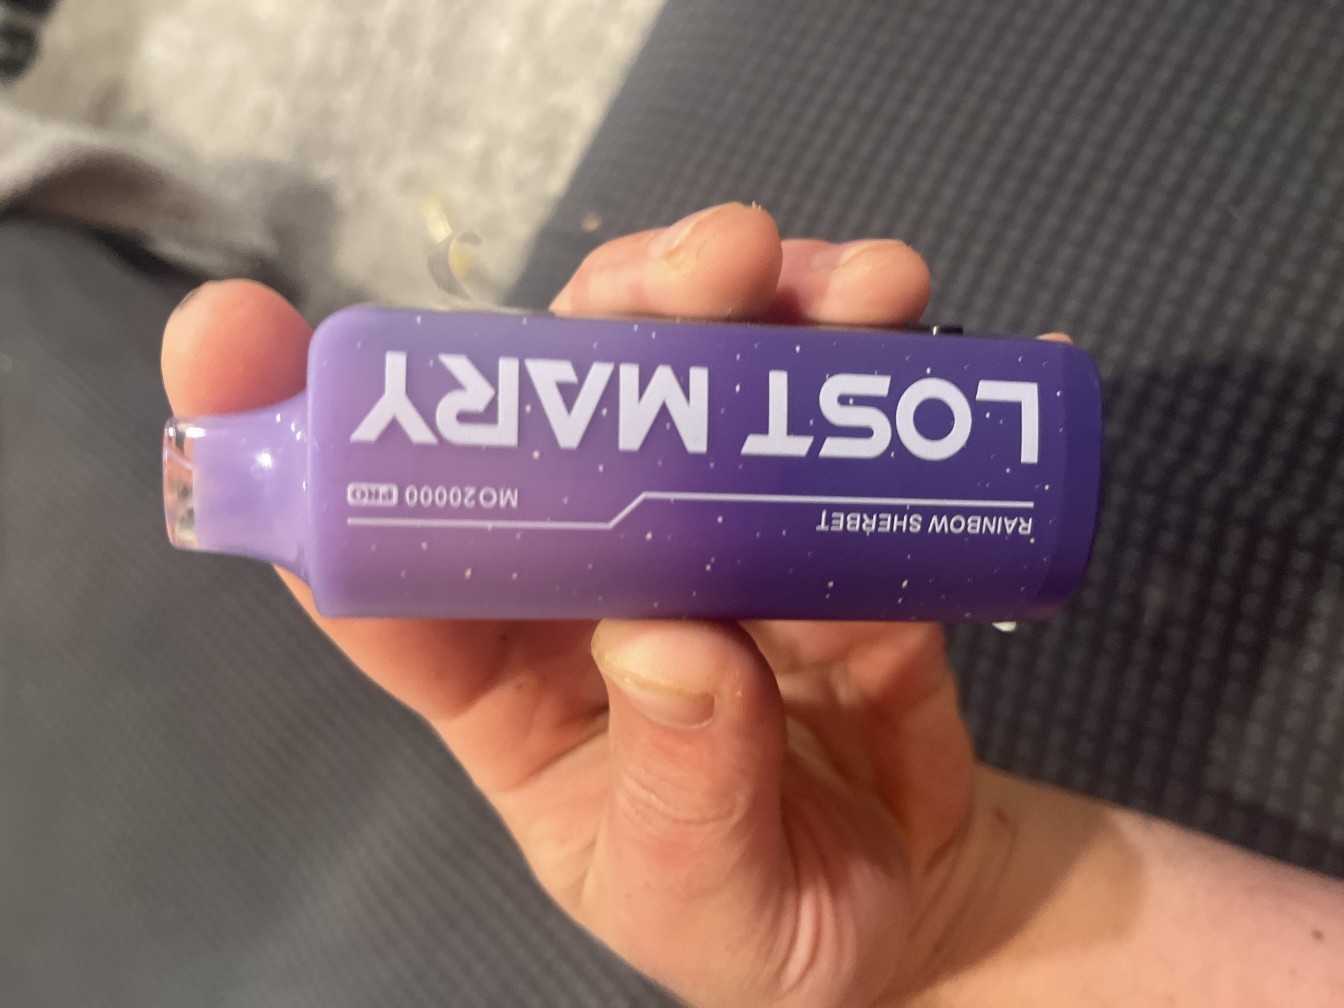 LOST MARY
MO20000 PRO
RAINBOW SHERBET